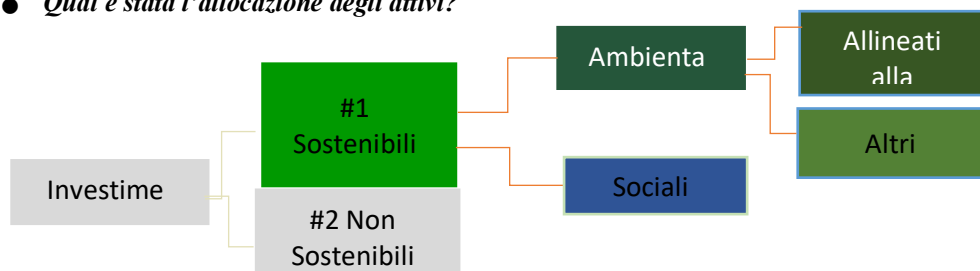 ● Qual è stata l'allocazione degli attivi?
Investime
#1
Sostenibili
#2 Non
Sostenibili
Ambienta
Sociali
Allineati
alla
Altri